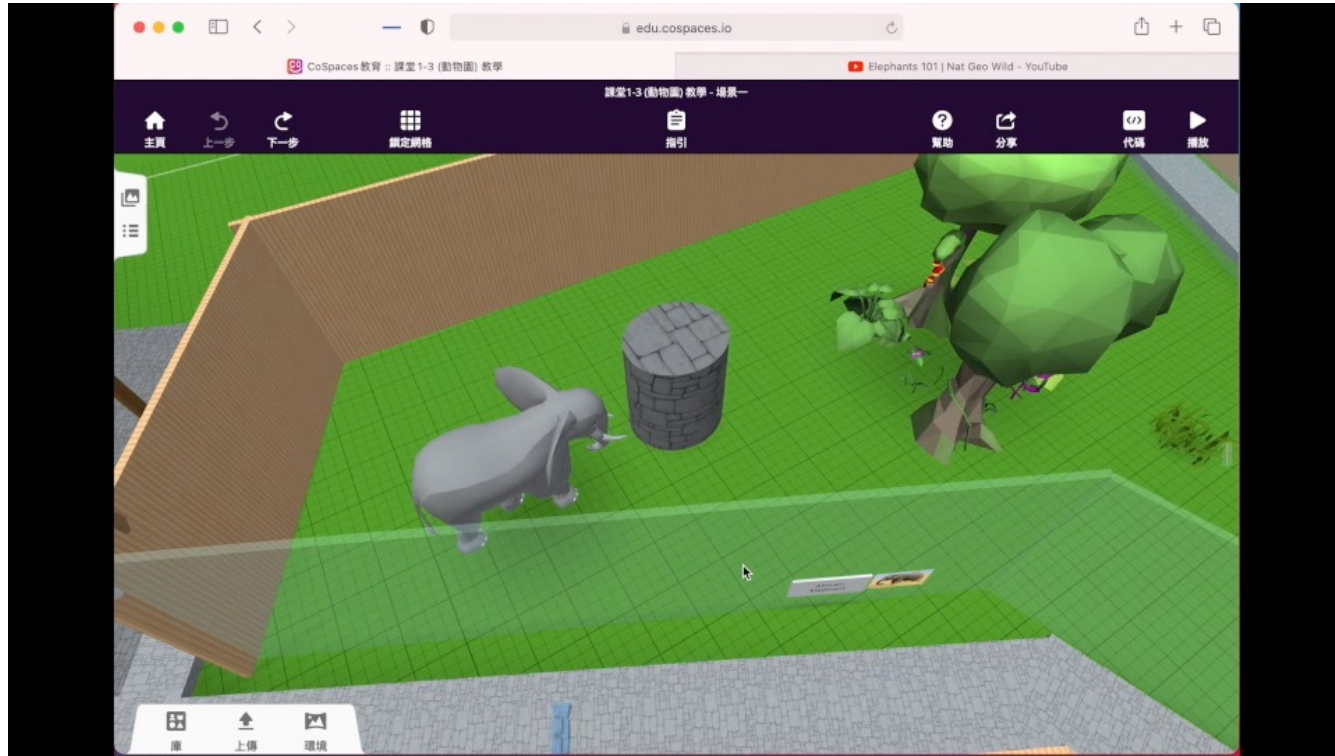 edu.cospaces.io
CoSpaces 教育 :: 課堂 1-3 (動物園) 教學
Elephants 101 | Nat Geo Wild - YouTube
課堂1-3 (動物園) 教學 - 場景一
主頁
上一步
下一步
鎖定網格
指引
幫助
分享
代碼
播放
African
Elephant
庫
上傳
環境